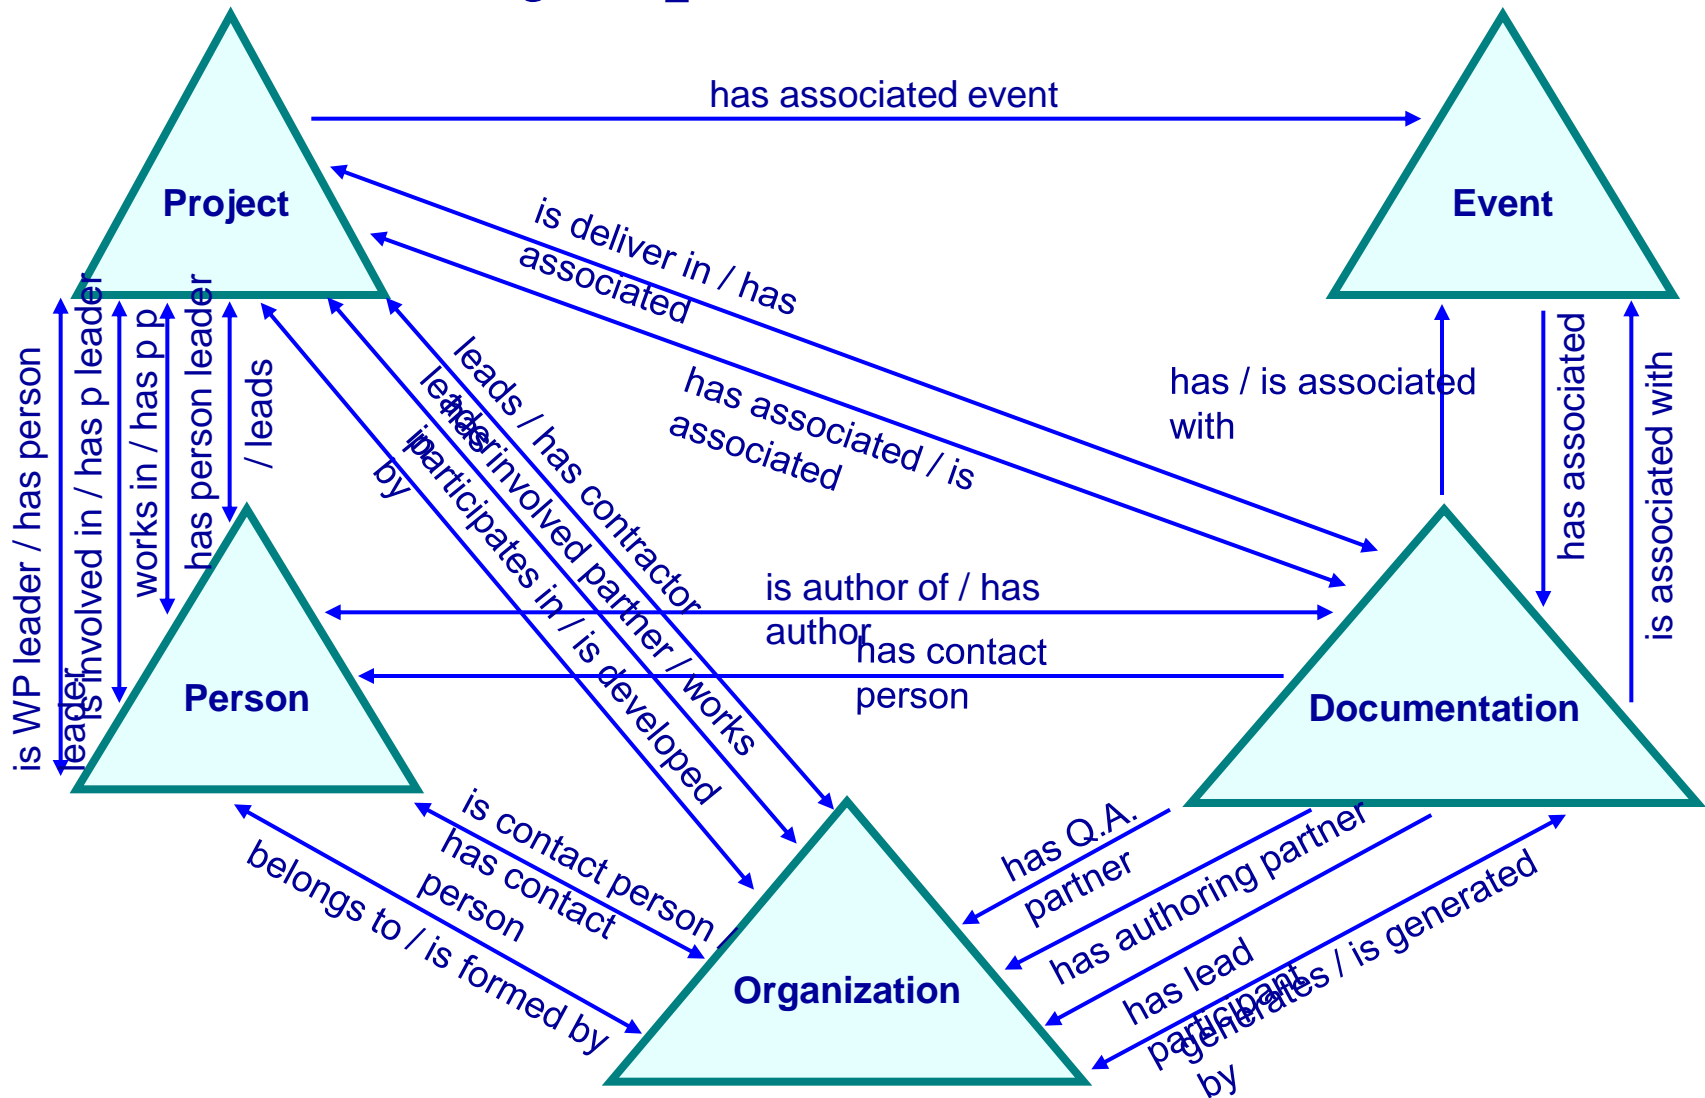 has associated event
Project
Event
is deliver in / has
associated
has associated / is
associated
has / is associated
with
has associated
is associated with
is WP leader / has person
leader
is involved in / has p leader
works in / has p p
has person leader
/ leads
leads / has contractor
leader
has involved partner / works
in
participates in / is developed
by
is author of / has
author
has contact
person
Person
Documentation
is contact person /
has contact
person
belongs to / is formed by
Organization
has Q.A.
partner
has authoring partner
has lead
participant
generates / is generated
by